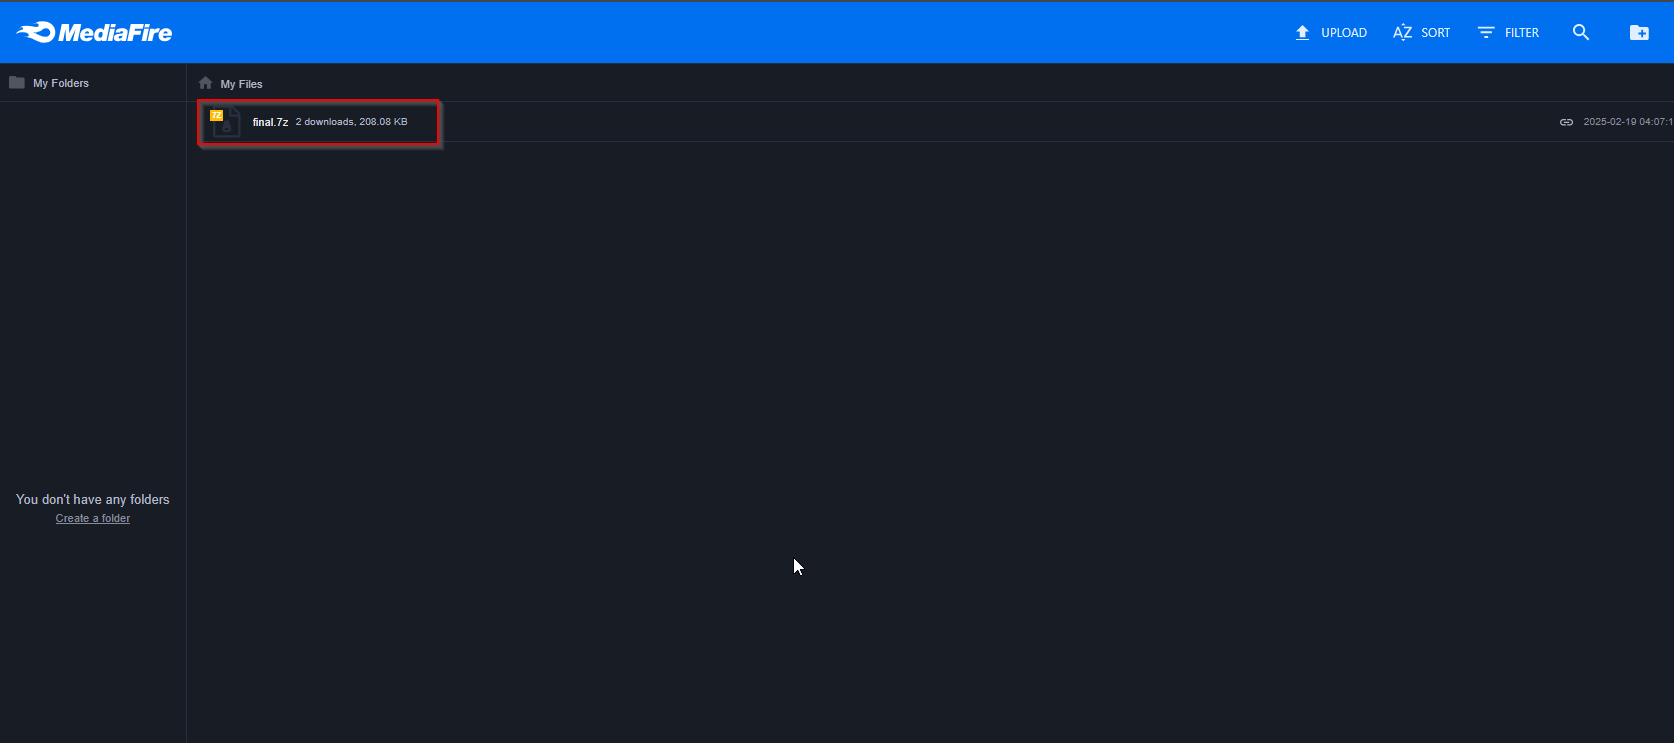 MediaFire
UPLOAD
SORT
FILTER
My Folders
My Files
7Z
final.7z 2 downloads, 208.08 KB
2025-02-19 04:07:1
You don't have any folders
Create a folder